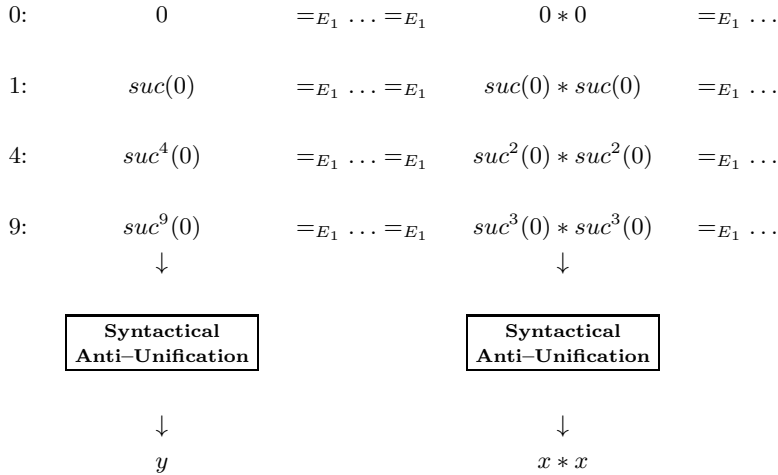 0: 0 =E₁ … =E₁ 0 ∗ 0 =E₁ …
1: suc(0) =E₁ … =E₁ suc(0) ∗ suc(0) =E₁ …
4: suc⁴(0) =E₁ … =E₁ suc²(0) ∗ suc²(0) =E₁ …
9: suc⁹(0) =E₁ … =E₁ suc³(0) ∗ suc³(0) =E₁ …
↓ ↓
Syntactical Syntactical
Anti–Unification Anti–Unification
↓ ↓
y x ∗ x